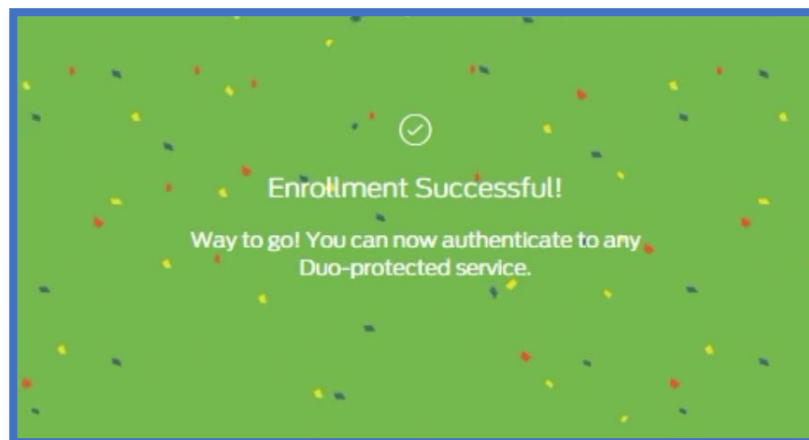 Enrollment Successful!
Way to go! You can now authenticate to any
Duo-protected service.